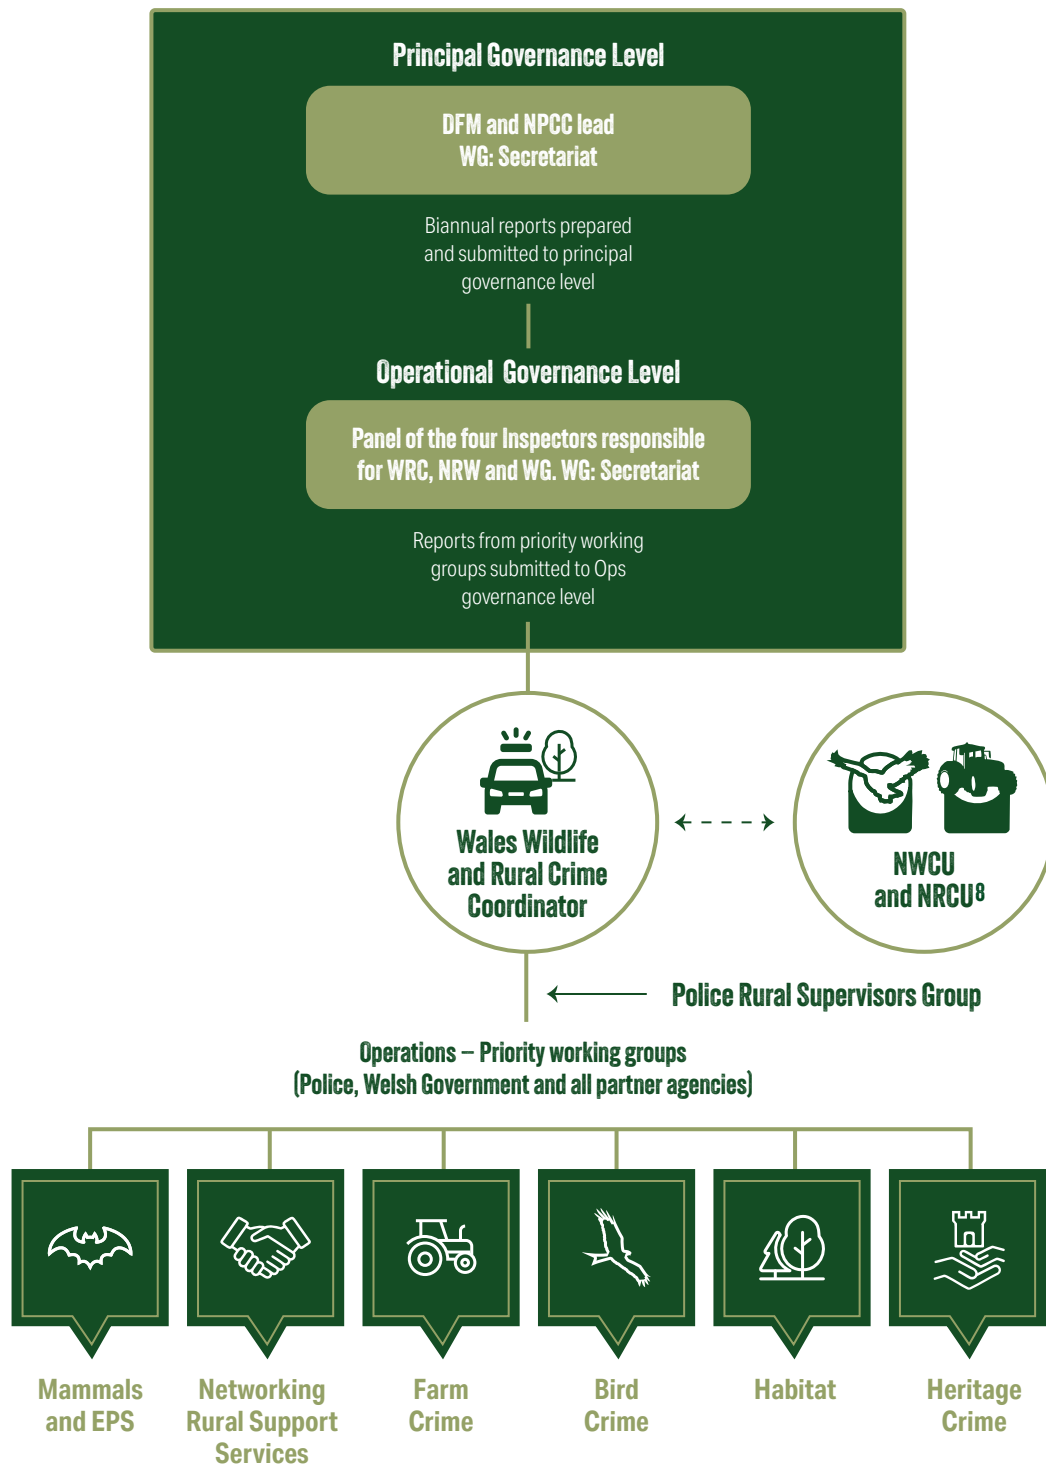 Principal Governance Level
DFM and NPCC lead
WG: Secretariat
Biannual reports prepared
and submitted to principal
governance level
Operational Governance Level
Panel of the four Inspectors responsible
for WRC, NRW and WG. WG: Secretariat
Reports from priority working
groups submitted to Ops
governance level
Wales Wildlife
and Rural Crime
Coordinator
NWCU
and NRCU8
Police Rural Supervisors Group
Operations – Priority working groups
(Police, Welsh Government and all partner agencies)
Mammals
and EPS
Networking
Rural Support
Services
Farm
Crime
Bird
Crime
Habitat
Heritage
Crime